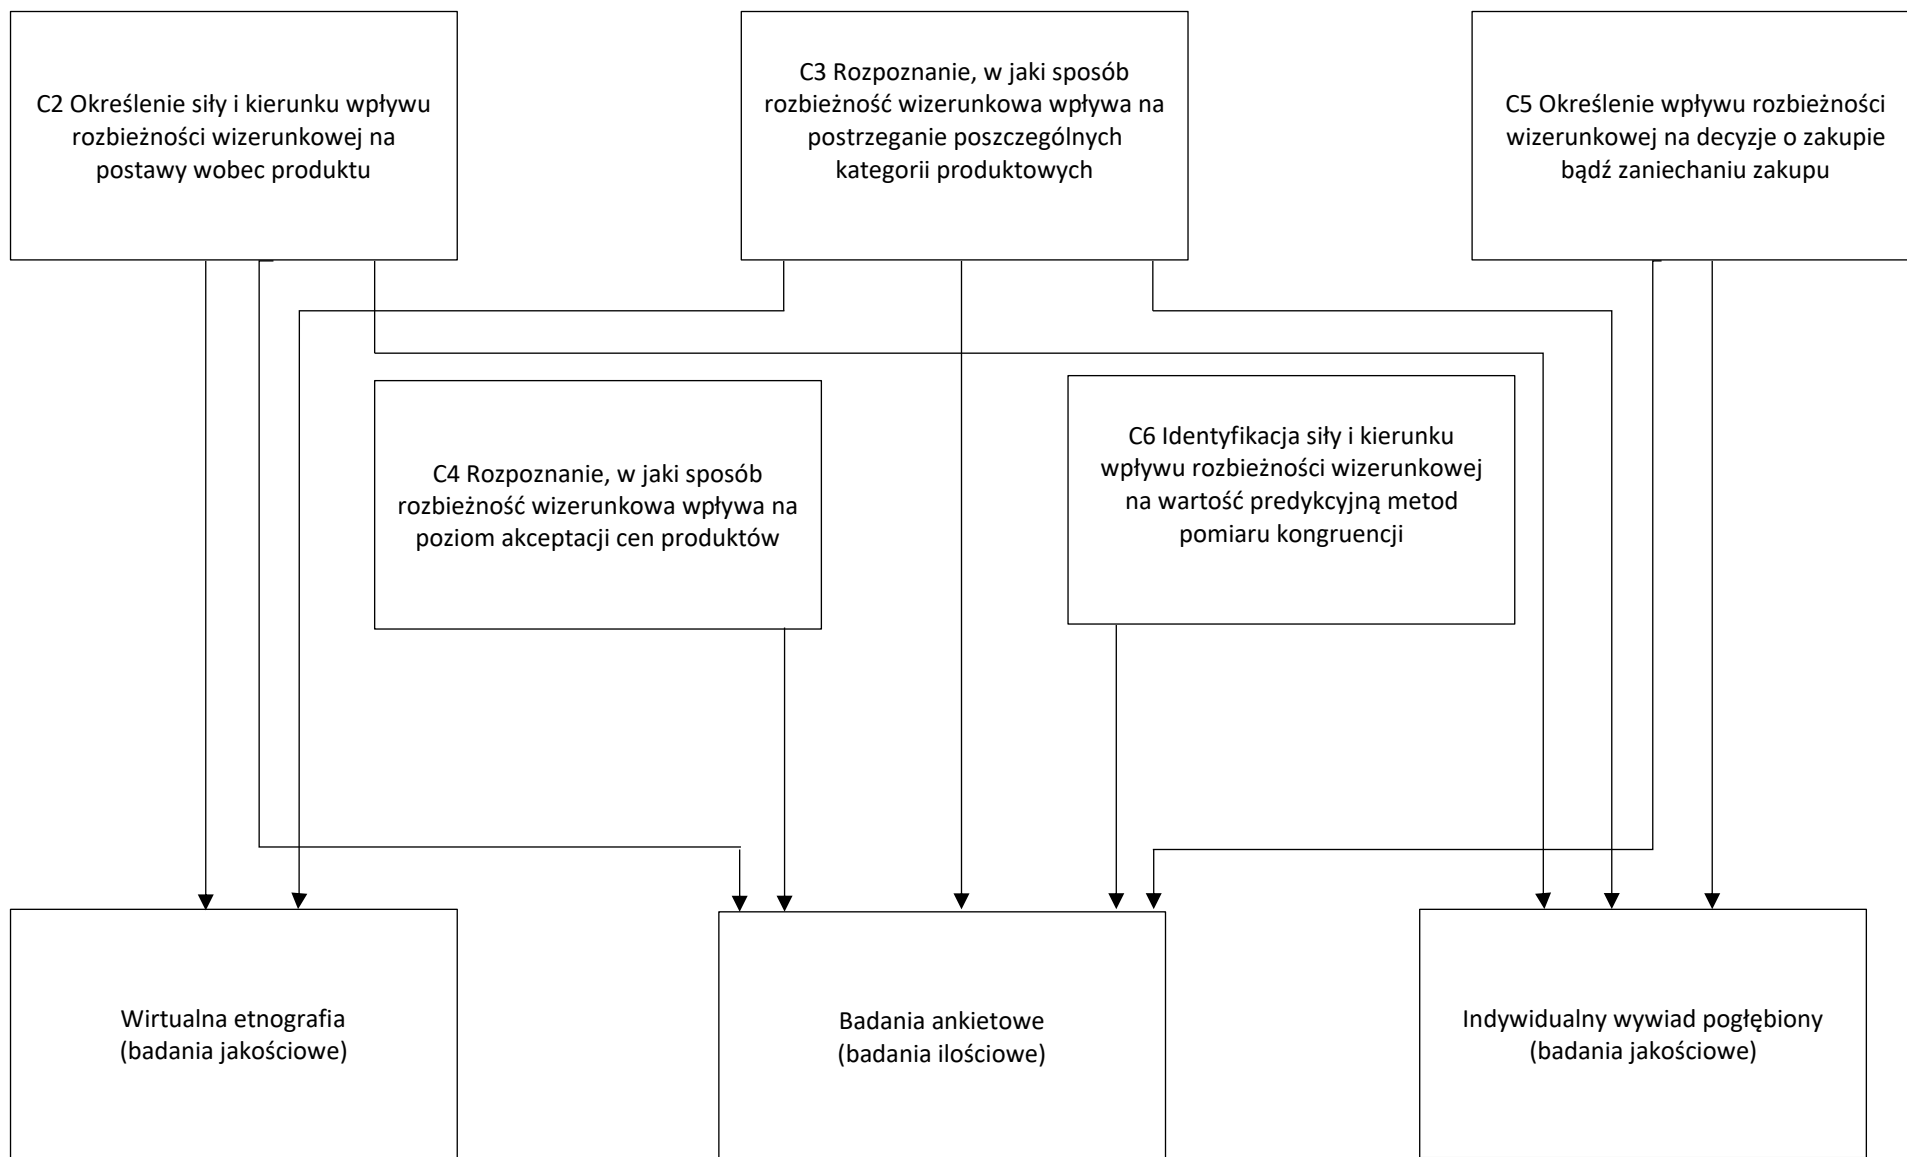 C2 Określenie siły i kierunku wpływu
rozbieżności wizerunkowej na
postawy wobec produktu
C3 Rozpoznanie, w jaki sposób
rozbieżność wizerunkowa wpływa na
postrzeganie poszczególnych
kategorii produktowych
C5 Określenie wpływu rozbieżności
wizerunkowej na decyzje o zakupie
bądź zaniechaniu zakupu
C4 Rozpoznanie, w jaki sposób
rozbieżność wizerunkowa wpływa na
poziom akceptacji cen produktów
C6 Identyfikacja siły i kierunku
wpływu rozbieżności wizerunkowej
na wartość predykcyjną metod
pomiaru kongruencji
Wirtualna etnografia
(badania jakościowe)
Badania ankietowe
(badania ilościowe)
Indywidualny wywiad pogłębiony
(badania jakościowe)